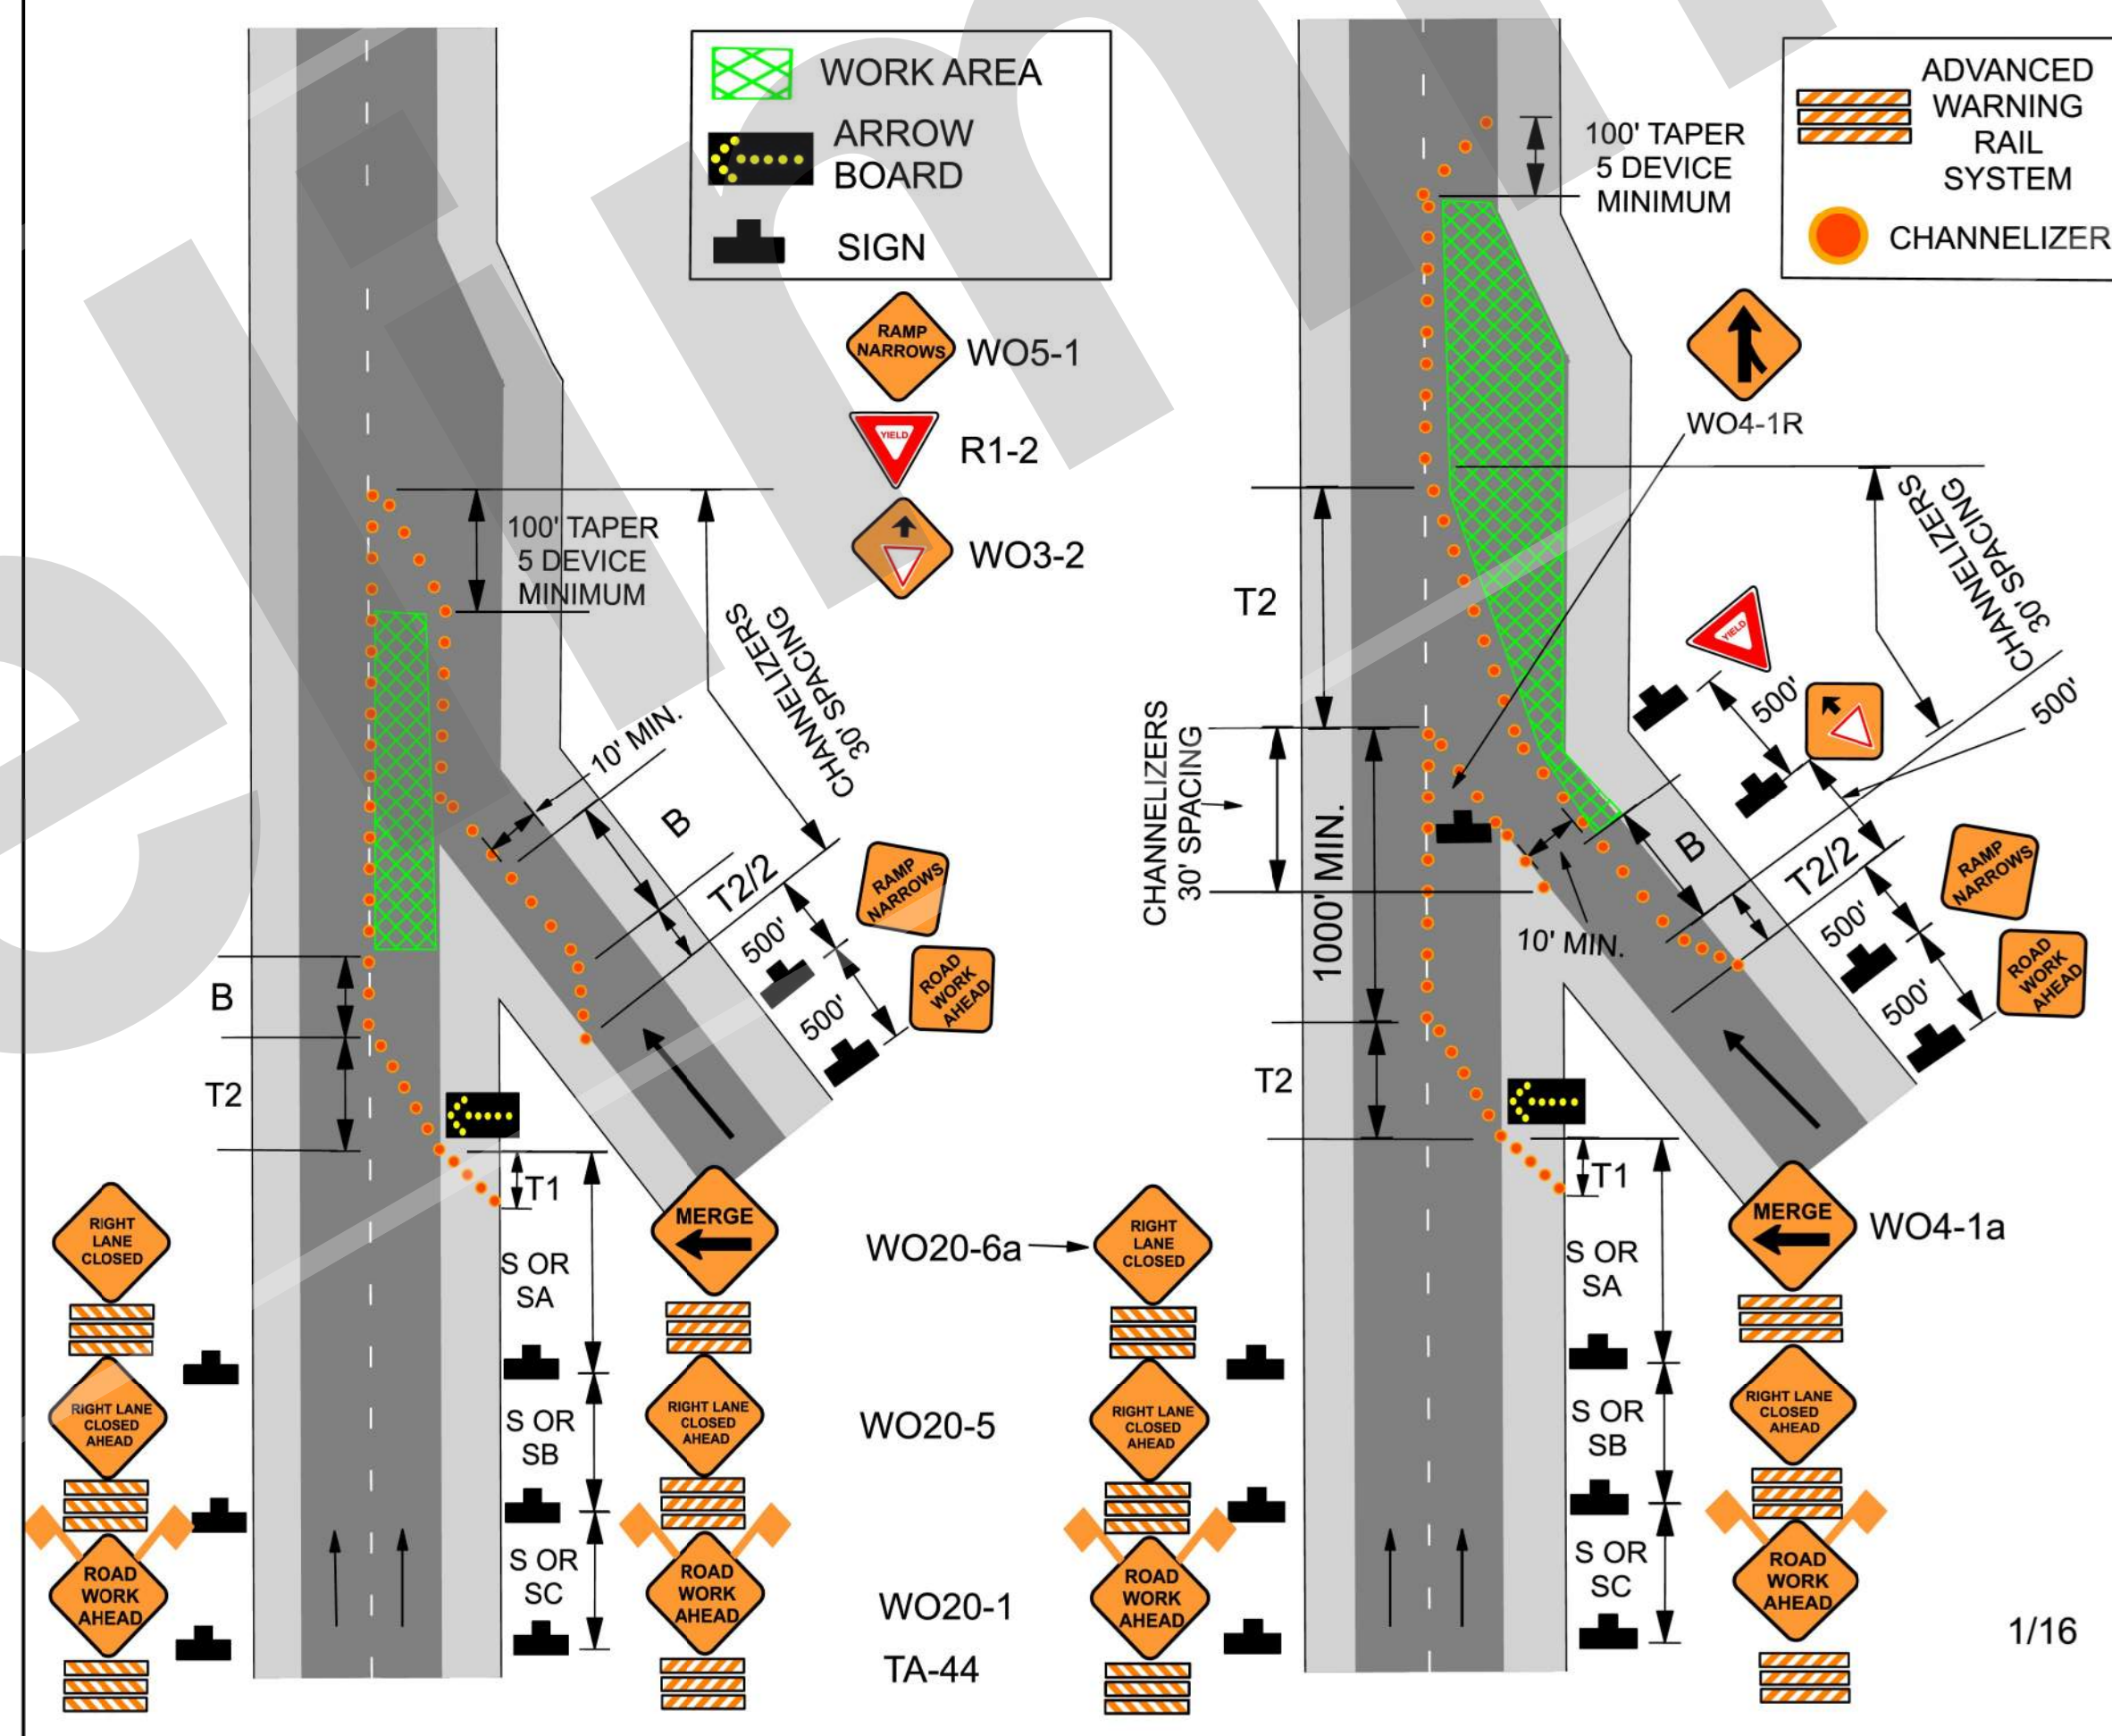 WORK AREA
ARROW
BOARD
SIGN
RAMP
NARROWS
WO5-1
YIELD
R1-2
WO3-2
100' TAPER
5 DEVICE
MINIMUM
CHANNELIZERS
30' SPACING
10' MIN.
B
T2/2
500'
500'
RAMP
NARROWS
ROAD
WORK
AHEAD
B
T2
T1
S OR
SA
S OR
SB
S OR
SC
RIGHT
LANE
CLOSED
RIGHT LANE
CLOSED
AHEAD
ROAD
WORK
AHEAD
MERGE
RIGHT LANE
CLOSED
AHEAD
ROAD
WORK
AHEAD
WO20-6a
WO20-5
WO20-1
TA-44
ADVANCED
WARNING
RAIL
SYSTEM
CHANNELIZER
100' TAPER
5 DEVICE
MINIMUM
WO4-1R
CHANNELIZERS
30' SPACING
YIELD
500'
500'
T2
CHANNELIZERS
30' SPACING
1000' MIN.
10' MIN.
B
T2/2
500'
500'
RAMP
NARROWS
ROAD
WORK
AHEAD
T2
T1
S OR
SA
S OR
SB
S OR
SC
RIGHT
LANE
CLOSED
RIGHT LANE
CLOSED
AHEAD
ROAD
WORK
AHEAD
MERGE
WO4-1a
RIGHT LANE
CLOSED
AHEAD
ROAD
WORK
AHEAD
1/16